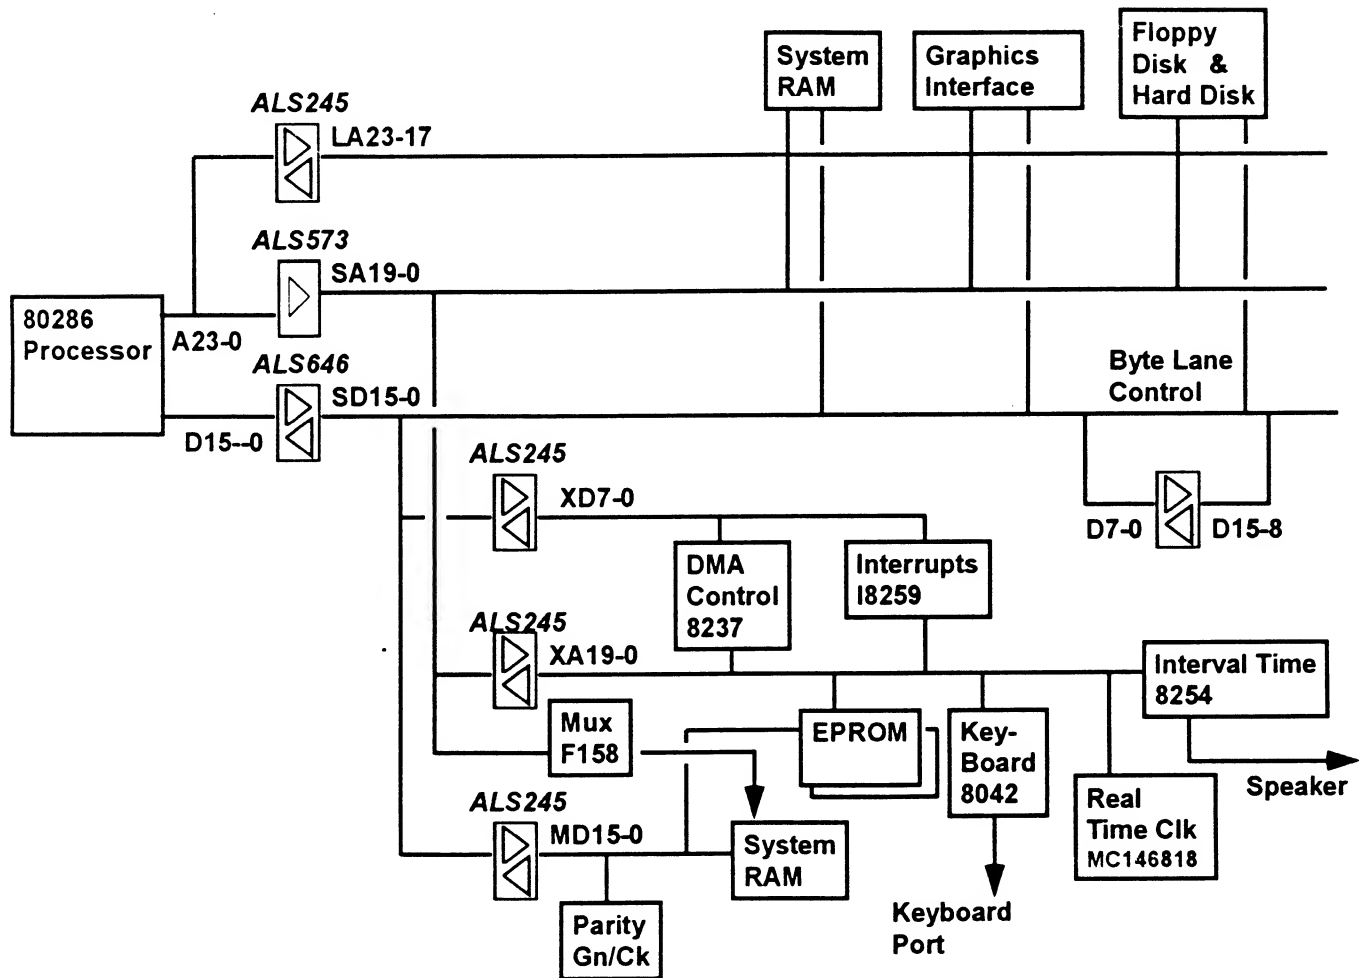 System
RAM
Graphics
Interface
Floppy
Disk &
Hard Disk
ALS245
LA23-17
ALS573
SA19-0
80286
Processor
A23-0
ALS646
SD15-0
D15--0
Byte Lane
Control
ALS245
XD7-0
D7-0
D15-8
DMA
Control
8237
Interrupts
I8259
ALS245
XA19-0
Interval Time
8254
Mux
F158
EPROM
Key-
Board
8042
Speaker
Real
Time Clk
MC146818
ALS245
MD15-0
System
RAM
Keyboard
Port
Parity
Gn/Ck